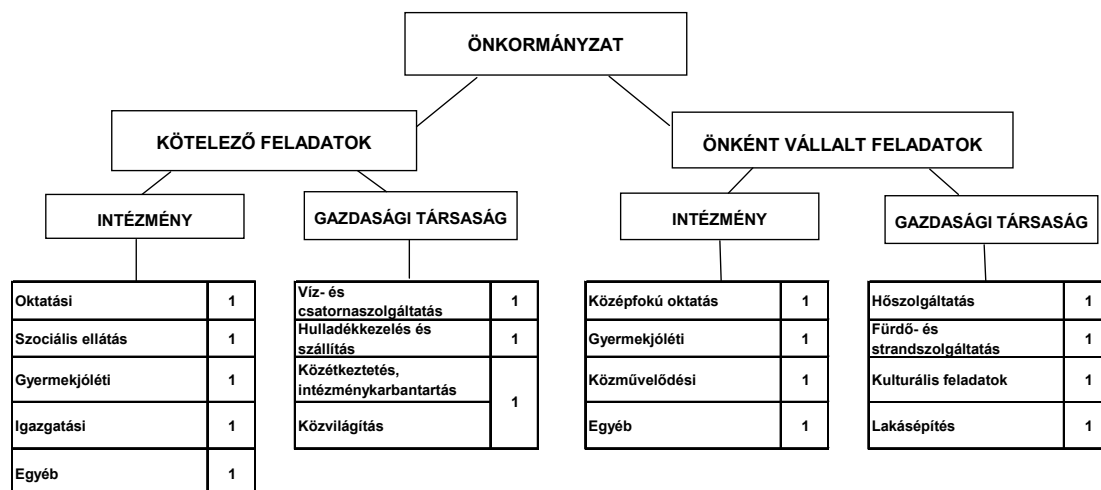 ÖNKORMÁNYZAT
KÖTELEZŐ FELADATOK
ÖNKÉNT VÁLLALT FELADATOK
INTÉZMÉNY
GAZDASÁGI TÁRSASÁG
INTÉZMÉNY
GAZDASÁGI TÁRSASÁG
Oktatási 1
Szociális ellátás 1
Gyermekjóléti 1
Igazgatási 1
Egyéb 1
Víz- és
csatornaszolgáltatás 1
Hulladékkezelés és
szállítás 1
Közétkeztetés,
intézménykarbantartás
1
Közvilágítás
Középfokú oktatás 1
Gyermekjóléti 1
Közművelődési 1
Egyéb 1
Hőszolgáltatás 1
Fürdő- és
strandszolgáltatás 1
Kulturális feladatok 1
Lakásépítés 1